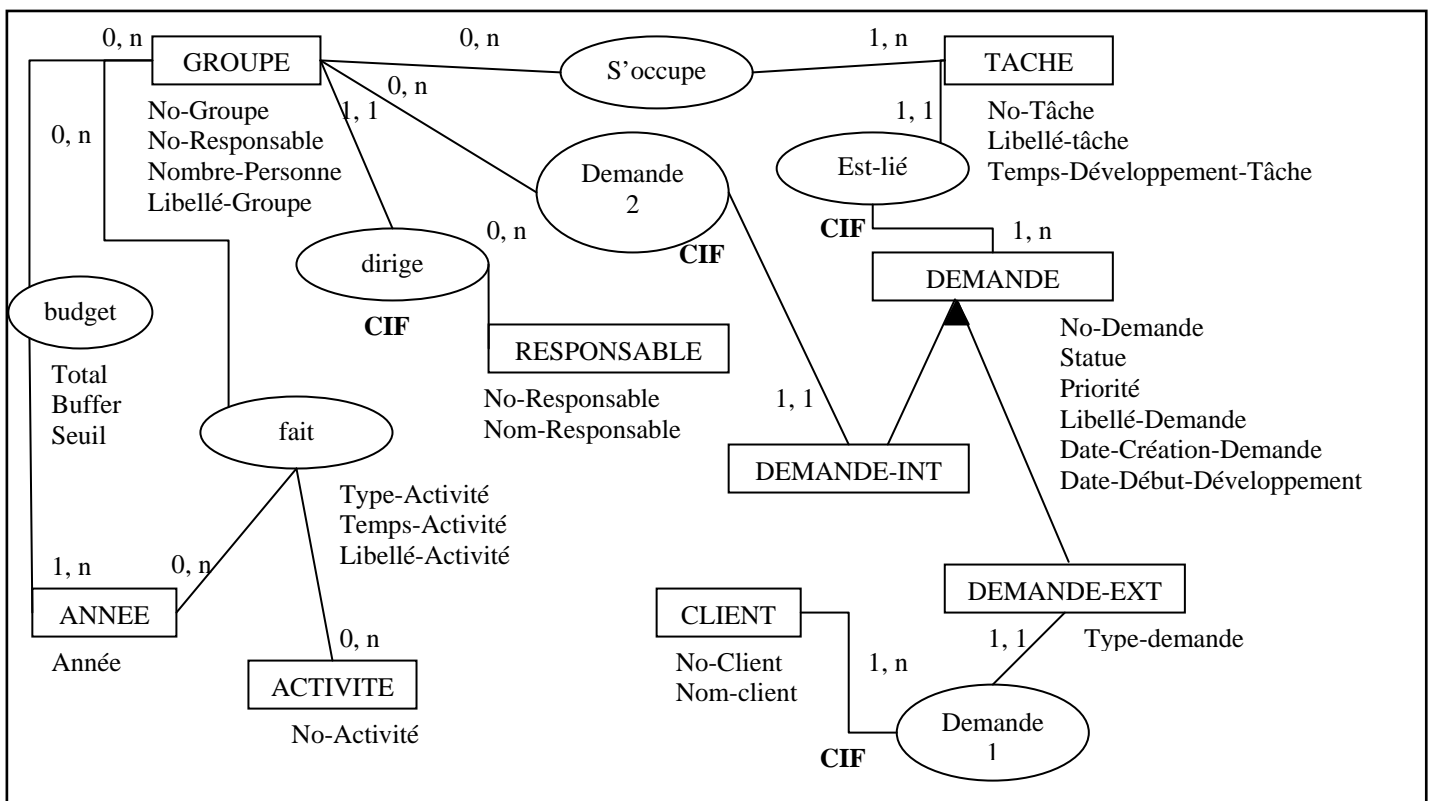 0, n
GROUPE
0, n
S'occupe
1, n
TACHE
No-Groupe
No-Responsable
Nombre-Personne
Libellé-Groupe
0, n
1, 1
0, n
1, 1
No-Tâche
Libellé-tâche
Temps-Développement-Tâche
Demande
2
CIF
Est-lié
CIF
1, n
dirige
CIF
0, n
DEMANDE
No-Demande
Statue
Priorité
Libellé-Demande
Date-Création-Demande
Date-Début-Développement
budget
Total
Buffer
Seuil
RESPONSABLE
No-Responsable
Nom-Responsable
1, 1
DEMANDE-INT
fait
Type-Activité
Temps-Activité
Libellé-Activité
1, n
0, n
ANNEE
Année
0, n
ACTIVITE
No-Activité
CLIENT
No-Client
Nom-client
1, n
DEMANDE-EXT
Type-demande
1, 1
Demande
1
CIF